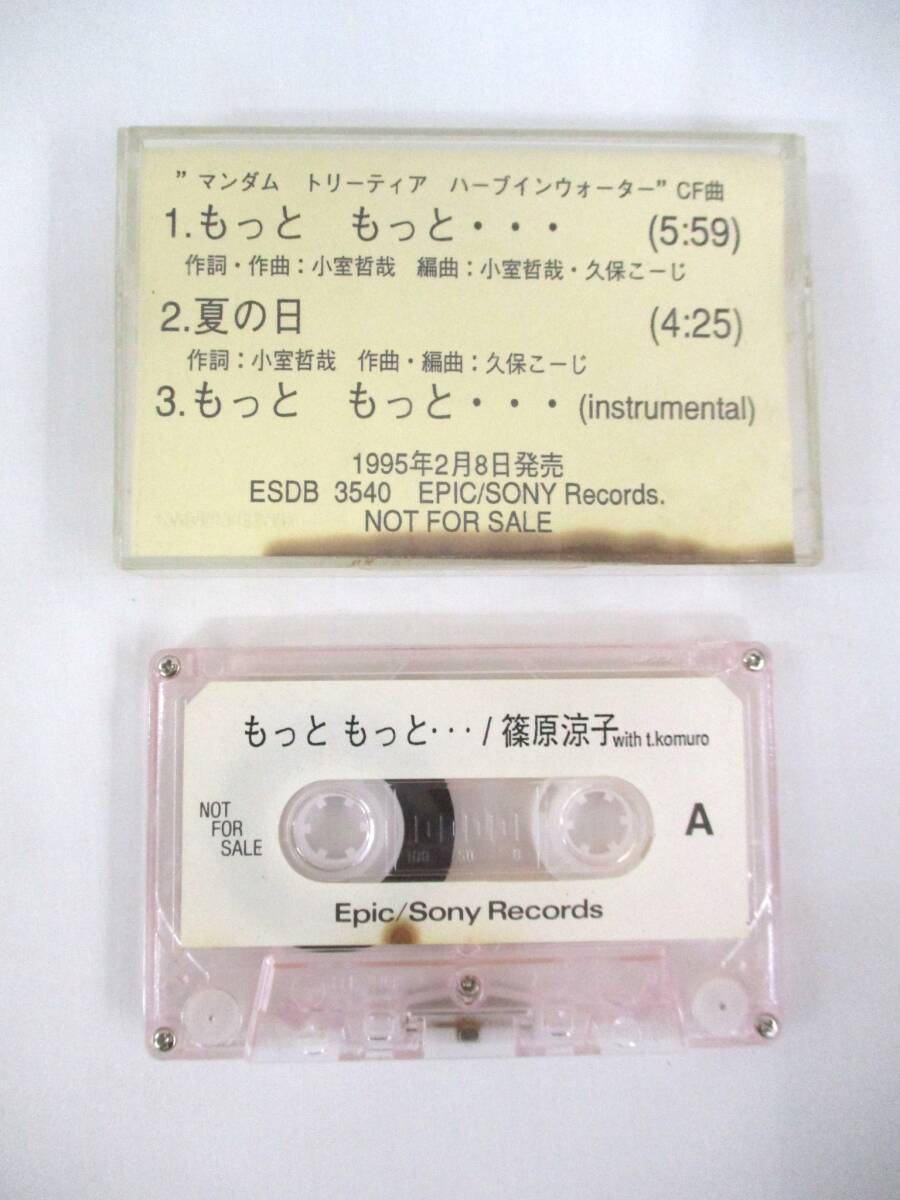 ”マンダム　トリーティア　ハーブインウォーター”CF曲
1.もっと　もっと・・・　(5:59)
作詞・作曲：小室哲哉　編曲：小室哲哉・久保こーじ
2.夏の日　(4:25)
作詞：小室哲哉　作曲・編曲：久保こーじ
3.もっと　もっと・・・(instrumental)
1995年2月8日発売
ESDB 3540　EPIC/SONY Records.
NOT FOR SALE
もっと もっと･･･ / 篠原涼子 with t.komuro
NOT
FOR
SALE
A
100 50 0
Epic/Sony Records